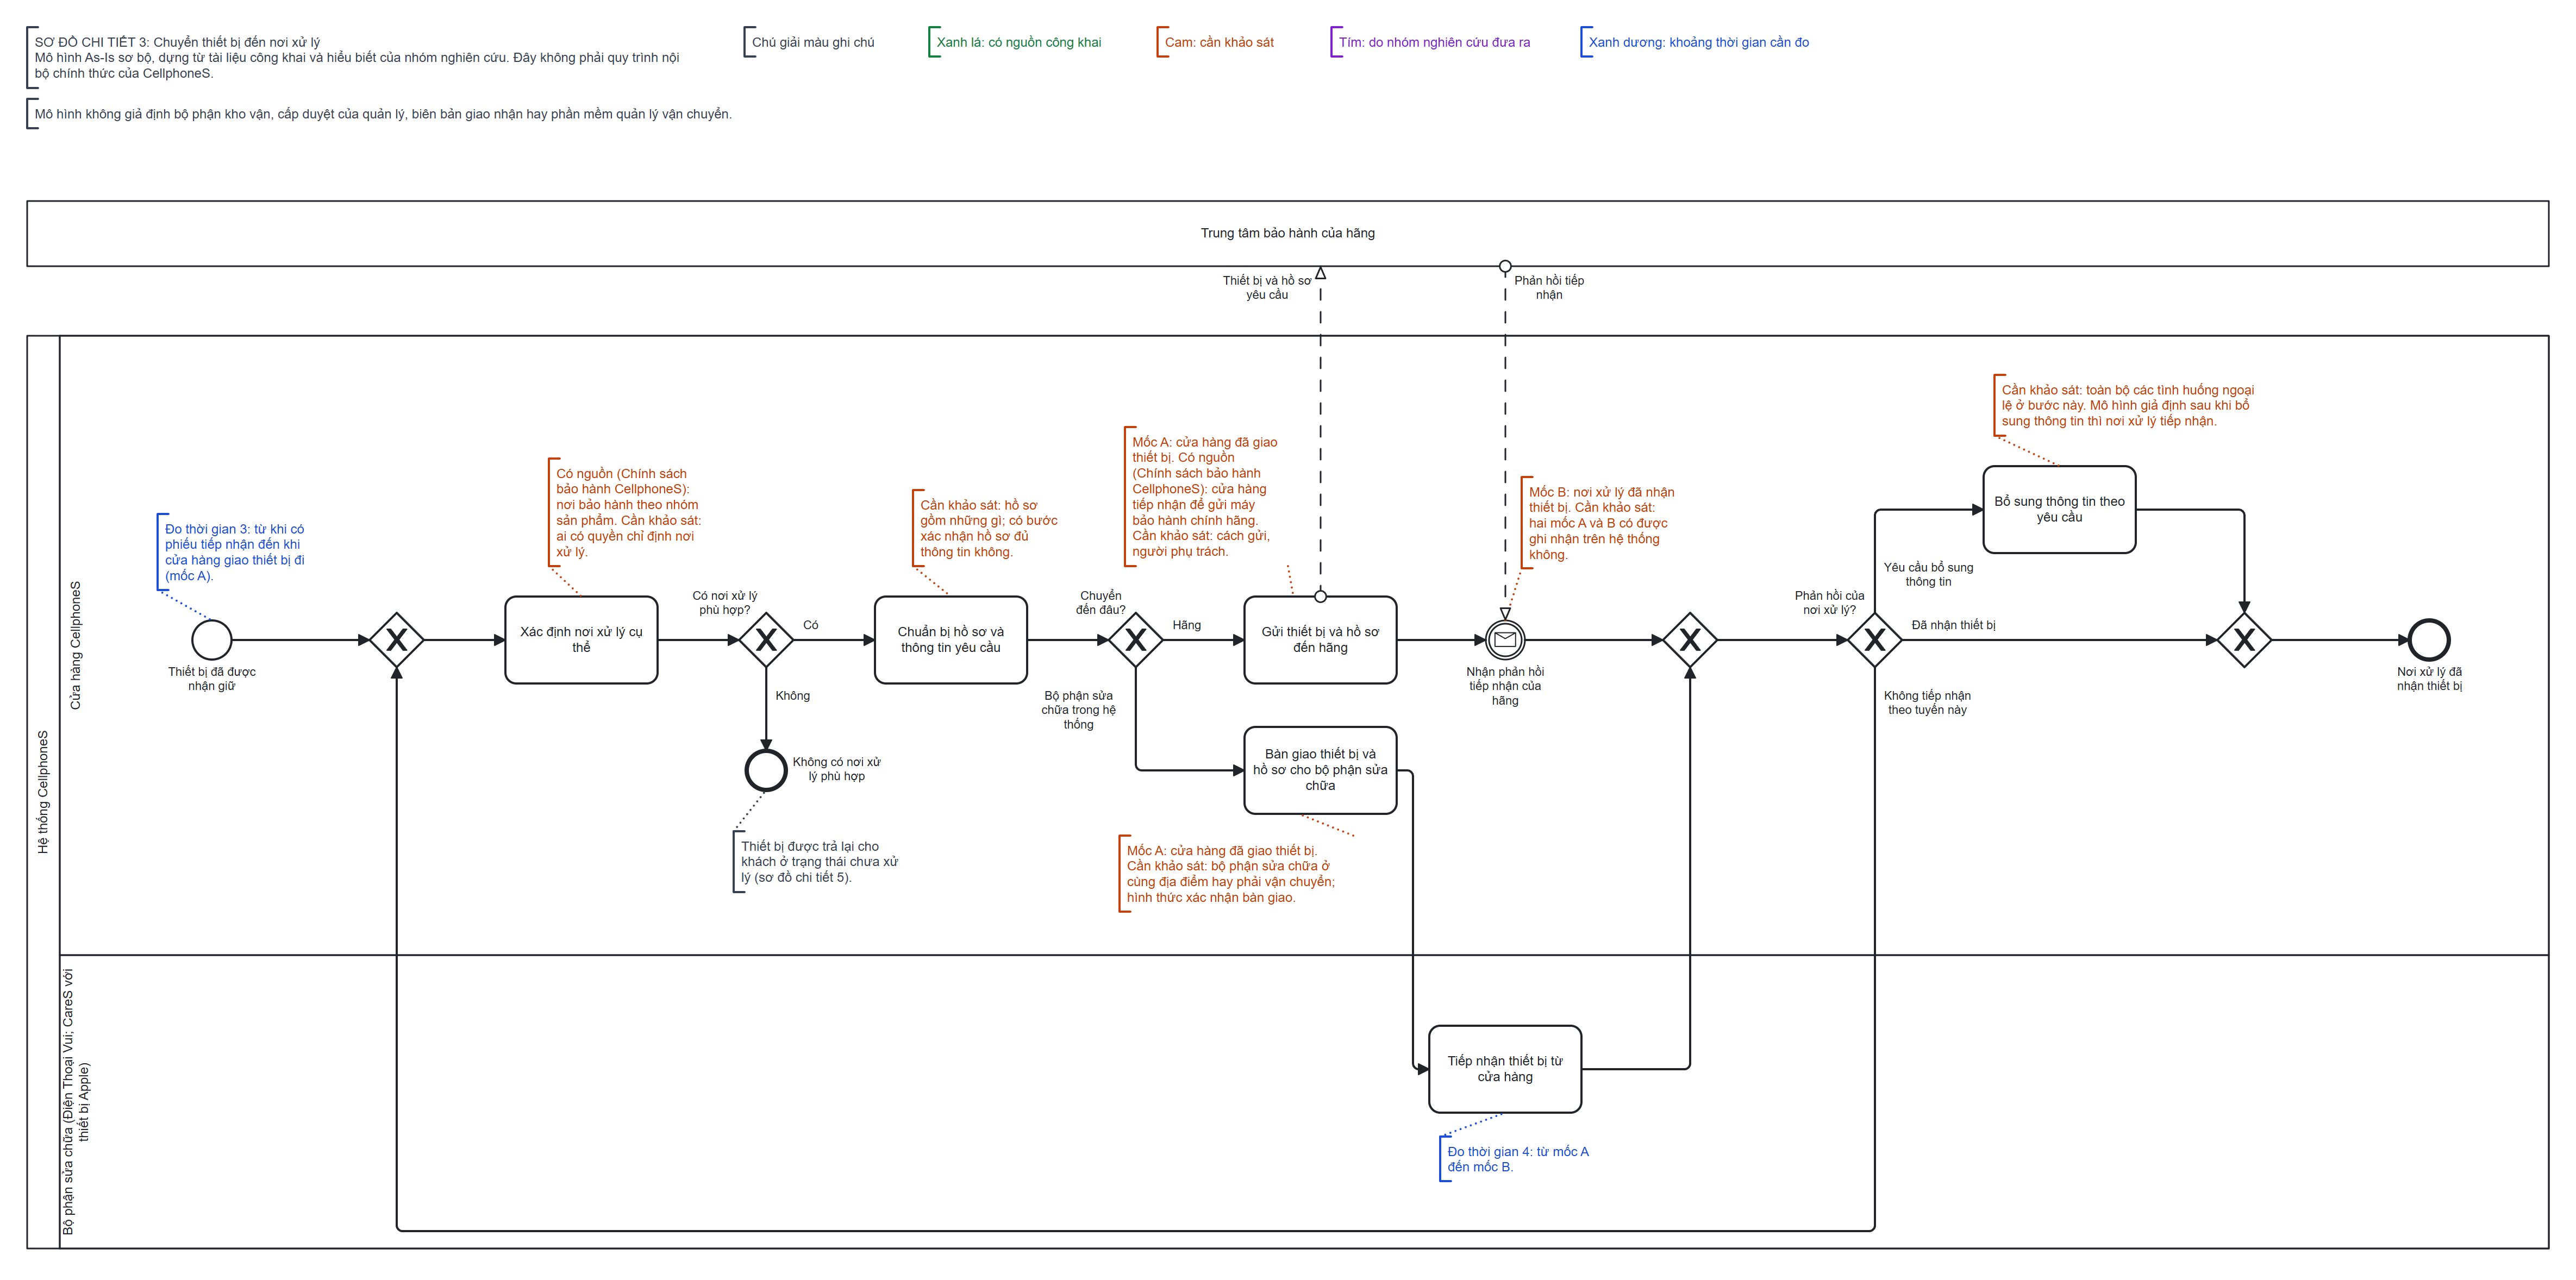 SƠ ĐỒ CHI TIẾT 3: Chuyển thiết bị đến nơi xử lý
Mô hình As-Is sơ bộ, dựng từ tài liệu công khai và hiểu biết của nhóm nghiên cứu. Đây không phải quy trình nội
bộ chính thức của CellphoneS.
Mô hình không giả định bộ phận kho vận, cấp duyệt của quản lý, biên bản giao nhận hay phần mềm quản lý vận chuyển.
Chú giải màu ghi chú
Xanh lá: có nguồn công khai
Cam: cần khảo sát
Tím: do nhóm nghiên cứu đưa ra
Xanh dương: khoảng thời gian cần đo
Trung tâm bảo hành của hãng
Thiết bị và hồ sơ
yêu cầu
Phản hồi tiếp
nhận
Hệ thống CellphoneS
Cửa hàng CellphoneS
Đo thời gian 3: từ khi có
phiếu tiếp nhận đến khi
cửa hàng giao thiết bị đi
(mốc A).
Thiết bị đã được
nhận giữ
Có nguồn (Chính sách
bảo hành CellphoneS):
nơi bảo hành theo nhóm
sản phẩm. Cần khảo sát:
ai có quyền chỉ định nơi
xử lý.
Xác định nơi xử lý cụ
thể
Có nơi xử lý
phù hợp?
Có
Không
Không có nơi xử
lý phù hợp
Thiết bị được trả lại cho
khách ở trạng thái chưa xử
lý (sơ đồ chi tiết 5).
Cần khảo sát: hồ sơ
gồm những gì; có bước
xác nhận hồ sơ đủ
thông tin không.
Chuẩn bị hồ sơ và
thông tin yêu cầu
Chuyển
đến đâu?
Hãng
Bộ phận sửa
chữa trong hệ
thống
Mốc A: cửa hàng đã giao
thiết bị. Có nguồn
(Chính sách bảo hành
CellphoneS): cửa hàng
tiếp nhận để gửi máy
bảo hành chính hãng.
Cần khảo sát: cách gửi,
người phụ trách.
Gửi thiết bị và hồ sơ
đến hãng
Bàn giao thiết bị và
hồ sơ cho bộ phận sửa
chữa
Mốc A: cửa hàng đã giao thiết bị.
Cần khảo sát: bộ phận sửa chữa ở
cùng địa điểm hay phải vận chuyển;
hình thức xác nhận bàn giao.
Mốc B: nơi xử lý đã nhận
thiết bị. Cần khảo sát:
hai mốc A và B có được
ghi nhận trên hệ thống
không.
Nhận phản hồi
tiếp nhận của
hãng
Phản hồi của
nơi xử lý?
Yêu cầu bổ sung
thông tin
Đã nhận thiết bị
Không tiếp nhận
theo tuyến này
Cần khảo sát: toàn bộ các tình huống ngoại
lệ ở bước này. Mô hình giả định sau khi bổ
sung thông tin thì nơi xử lý tiếp nhận.
Bổ sung thông tin theo
yêu cầu
Nơi xử lý đã
nhận thiết bị
Bộ phận sửa chữa (Điện Thoại Vui; CareS với
thiết bị Apple)
Tiếp nhận thiết bị từ
cửa hàng
Đo thời gian 4: từ mốc A
đến mốc B.